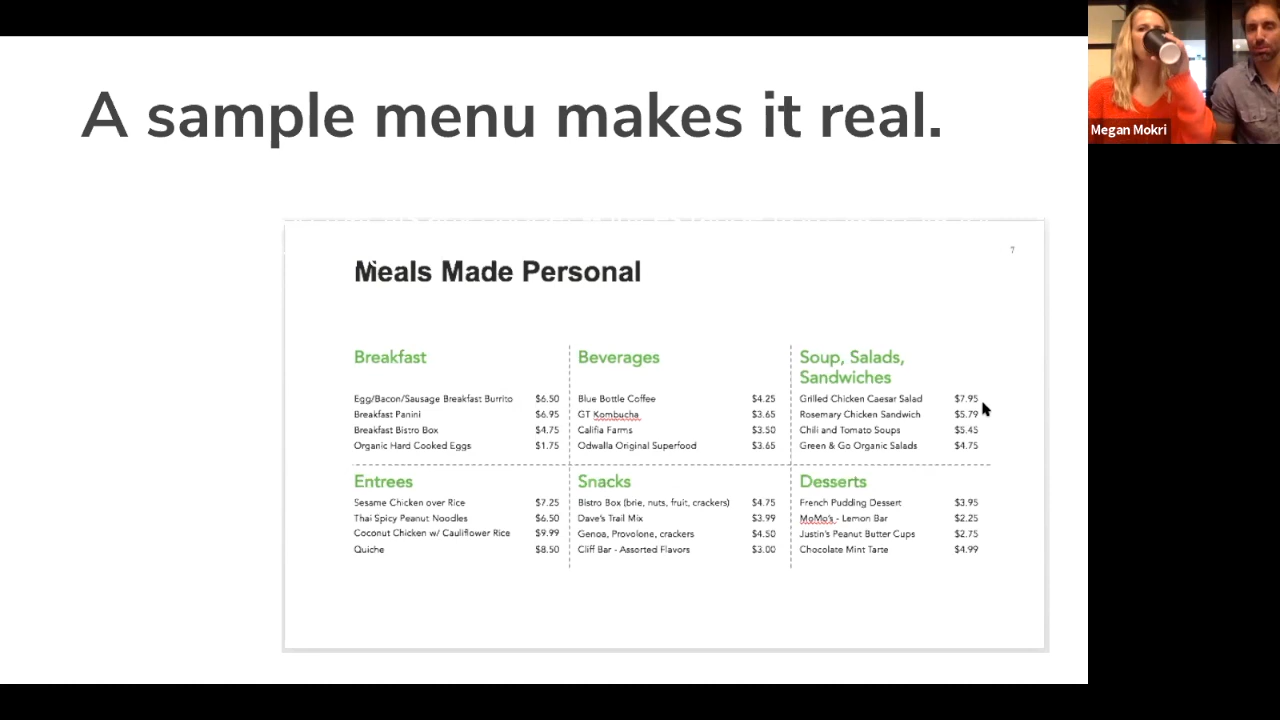 A sample menu makes it real.
Megan Mokri
7
Meals Made Personal
Breakfast
Egg/Bacon/Sausage Breakfast Burrito $6.50
Breakfast Panini $6.95
Breakfast Bistro Box $4.75
Organic Hard Cooked Eggs $1.75
Beverages
Blue Bottle Coffee $4.25
GT Kombucha $3.65
Califia Farms $3.50
Odwalla Original Superfood $3.65
Soup, Salads,
Sandwiches
Grilled Chicken Caesar Salad $7.95
Rosemary Chicken Sandwich $5.79
Chili and Tomato Soups $5.45
Green & Go Organic Salads $4.75
Entrees
Sesame Chicken over Rice $7.25
Thai Spicy Peanut Noodles $6.50
Coconut Chicken w/ Cauliflower Rice $9.99
Quiche $8.50
Snacks
Bistro Box (brie, nuts, fruit, crackers) $4.75
Dave's Trail Mix $3.99
Genoa, Provolone, crackers $4.50
Cliff Bar - Assorted Flavors $3.00
Desserts
French Pudding Dessert $3.95
MoMo's - Lemon Bar $2.25
Justin's Peanut Butter Cups $2.75
Chocolate Mint Tarte $4.99